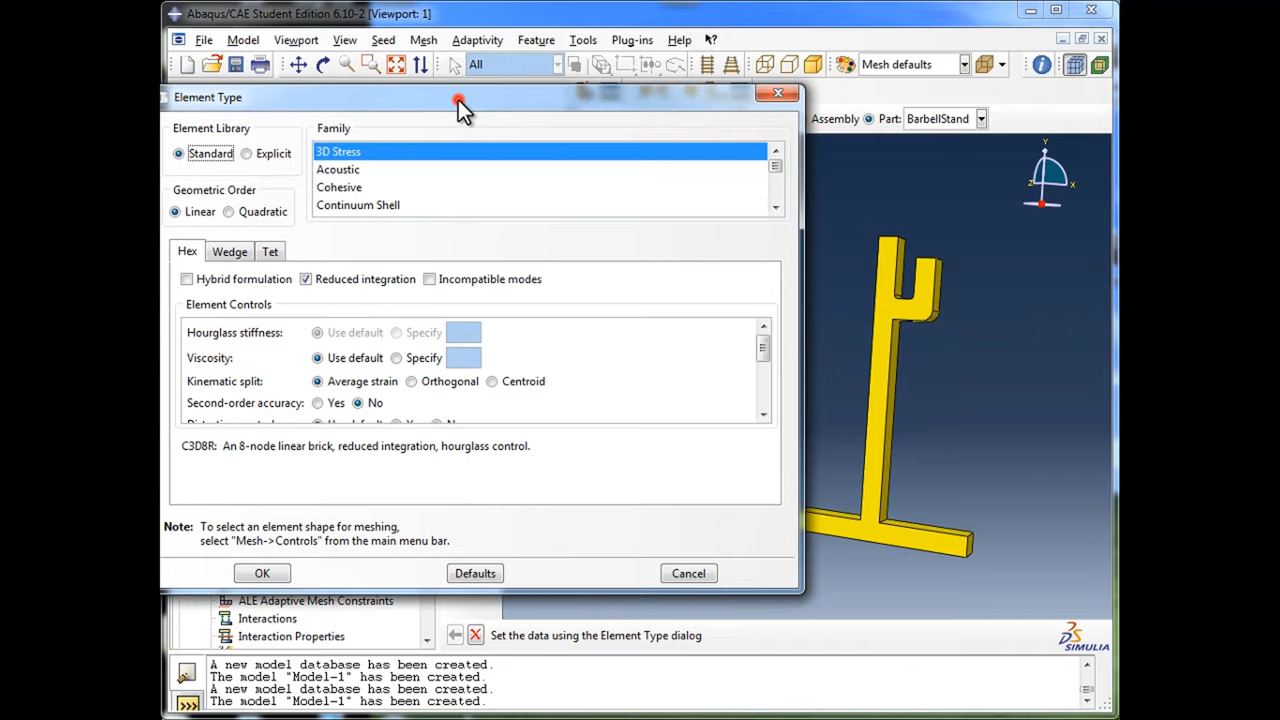 Abaqus/CAE Student Edition 6.10-2 [Viewport: 1]
File Model Viewport View Seed Mesh Adaptivity Feature Tools Plug-ins Help
All Mesh defaults
Element Type
Assembly Part: BarbellStand
Element Library
Standard Explicit
Geometric Order
Linear Quadratic
Family
3D Stress
Acoustic
Cohesive
Continuum Shell
Y
Z
X
Hex Wedge Tet
Hybrid formulation Reduced integration Incompatible modes
Element Controls
Hourglass stiffness: Use default Specify
Viscosity: Use default Specify
Kinematic split: Average strain Orthogonal Centroid
Second-order accuracy: Yes No
C3D8R: An 8-node linear brick, reduced integration, hourglass control.
Note: To select an element shape for meshing,
select "Mesh->Controls" from the main menu bar.
OK Defaults Cancel
ALE Adaptive Mesh Constraints
Interactions
Interaction Properties
Set the data using the Element Type dialog
SIMULIA
A new model database has been created.
The model "Model-1" has been created.
A new model database has been created.
The model "Model-1" has been created.
>>>